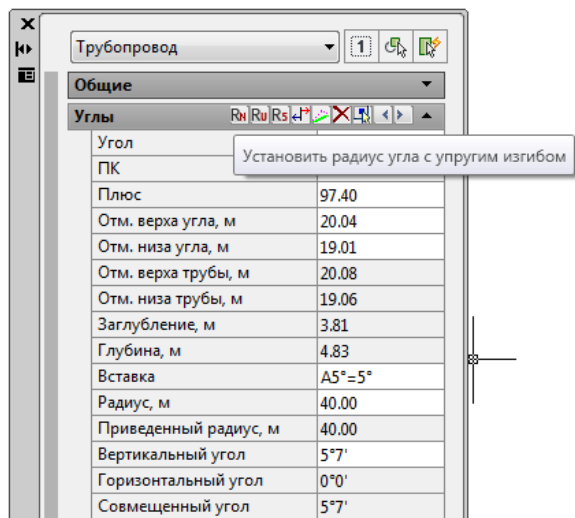 Трубопровод
1
Общие
Углы RN RU RS
Угол
Установить радиус угла с упругим изгибом
ПК
Плюс 97.40
Отм. верха угла, м 20.04
Отм. низа угла, м 19.01
Отм. верха трубы, м 20.08
Отм. низа трубы, м 19.06
Заглубление, м 3.81
Глубина, м 4.83
Вставка А5°=5°
Радиус, м 40.00
Приведенный радиус, м 40.00
Вертикальный угол 5°7'
Горизонтальный угол 0°0'
Совмещенный угол 5°7'